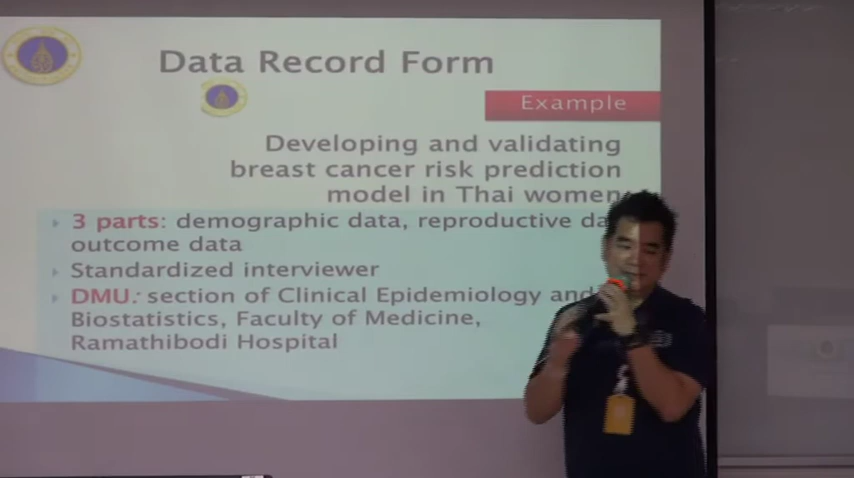 Data Record Form
Example
Developing and validating
breast cancer risk prediction
model in Thai women
3 parts: demographic data, reproductive
outcome data
Standardized interviewer
DMU.: section of Clinical Epidemiology and
Biostatistics, Faculty of Medicine,
Ramathibodi Hospital